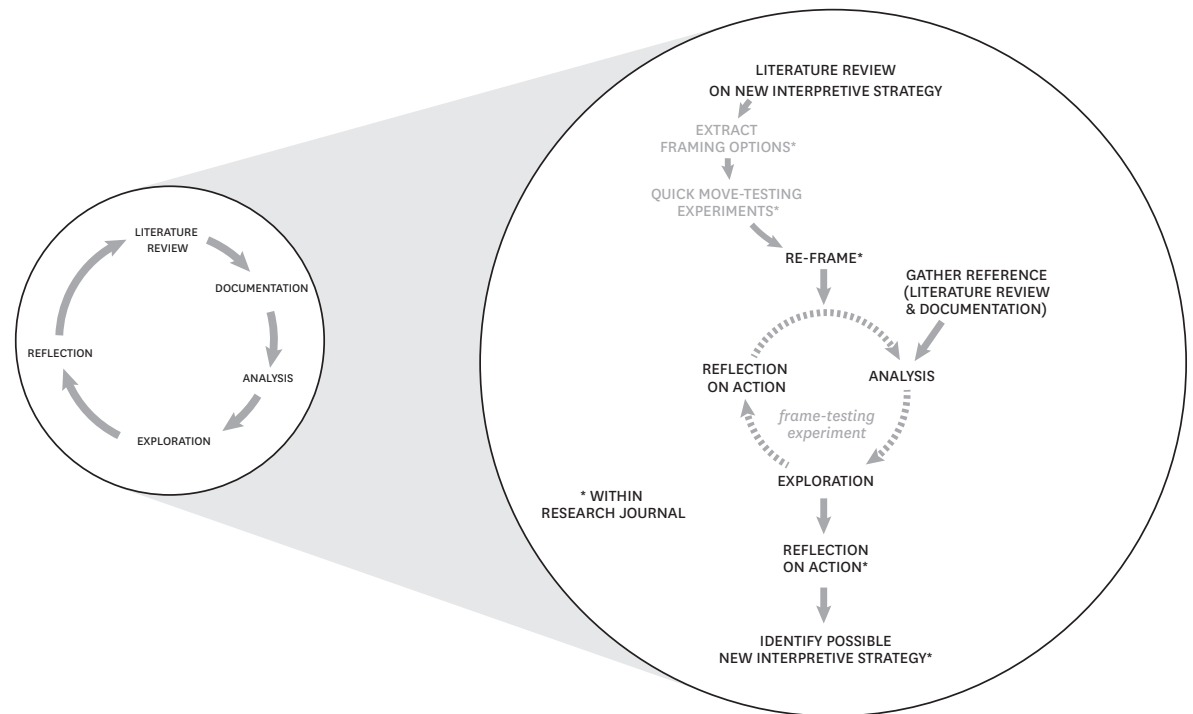 LITERATURE
REVIEW
DOCUMENTATION
ANALYSIS
EXPLORATION
REFLECTION
LITERATURE REVIEW
ON NEW INTERPRETIVE STRATEGY
EXTRACT
FRAMING OPTIONS*
QUICK MOVE-TESTING
EXPERIMENTS*
RE-FRAME*
GATHER REFERENCE
(LITERATURE REVIEW
& DOCUMENTATION)
REFLECTION
ON ACTION
ANALYSIS
frame-testing
experiment
EXPLORATION
* WITHIN
RESEARCH JOURNAL
REFLECTION
ON ACTION*
IDENTIFY POSSIBLE
NEW INTERPRETIVE STRATEGY*